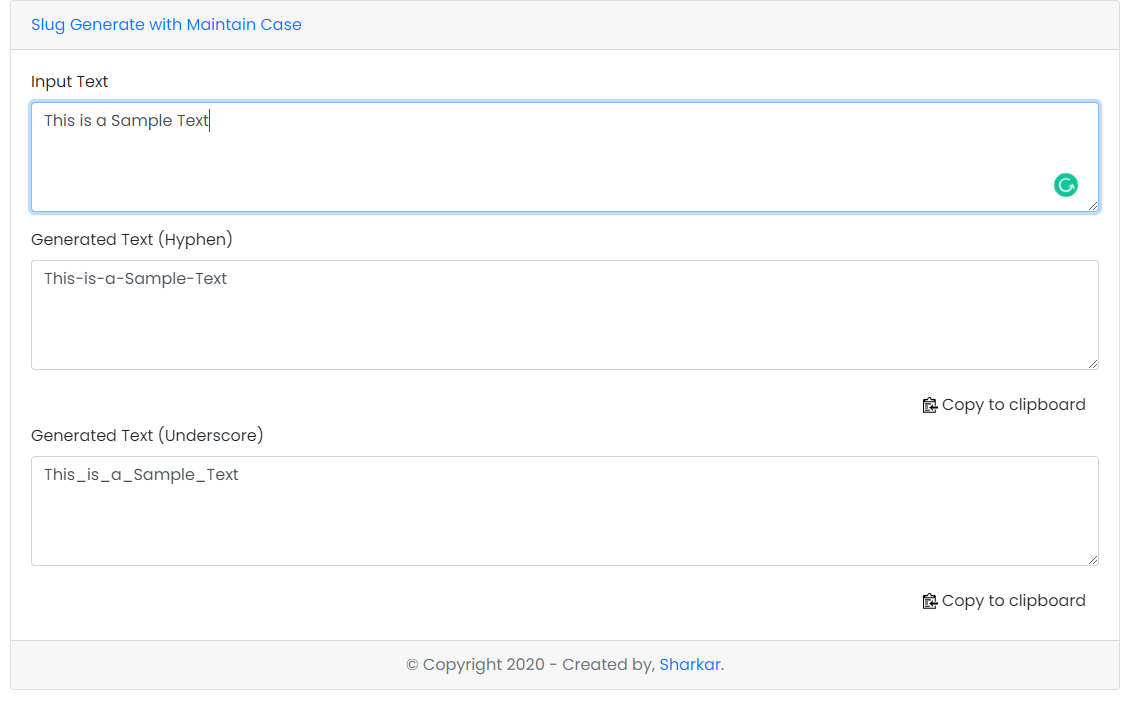 Slug Generate with Maintain Case
Input Text
This is a Sample Text
Generated Text (Hyphen)
This-is-a-Sample-Text
Copy to clipboard
Generated Text (Underscore)
This_is_a_Sample_Text
Copy to clipboard
© Copyright 2020 - Created by, Sharkar.